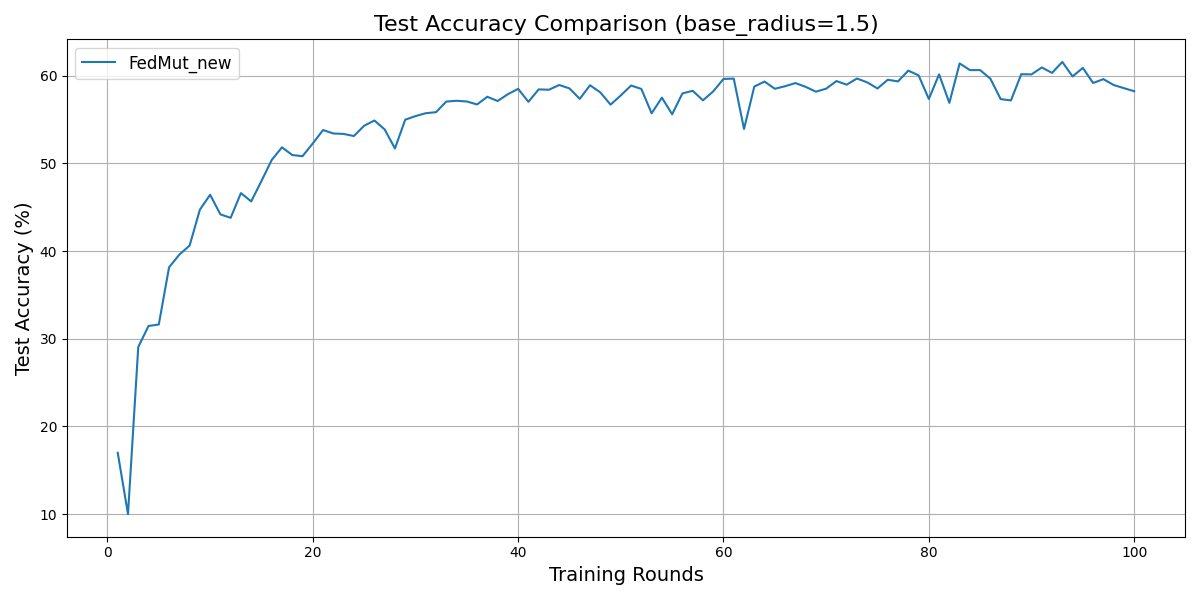 Test Accuracy Comparison (base_radius=1.5)
FedMut_new
Test Accuracy (%)
60
50
40
30
20
10
0 20 40 60 80 100
Training Rounds